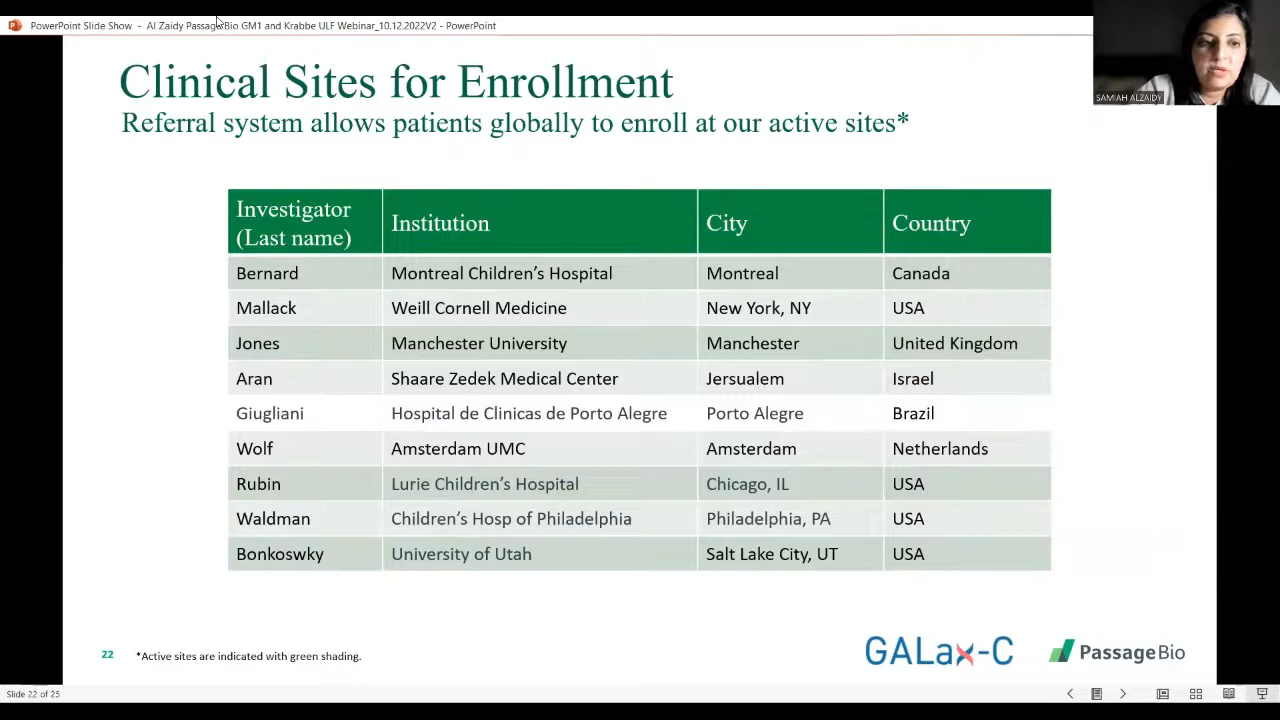 PowerPoint Slide Show - Al Zaidy Passage Bio GM1 and Krabbe ULF Webinar_10.12.2022V2 - PowerPoint
SAMIAH ALZAIDY
Clinical Sites for Enrollment
Referral system allows patients globally to enroll at our active sites*
Investigator (Last name) Institution City Country
Bernard Montreal Children's Hospital Montreal Canada
Mallack Weill Cornell Medicine New York, NY USA
Jones Manchester University Manchester United Kingdom
Aran Shaare Zedek Medical Center Jersualem Israel
Giugliani Hospital de Clinicas de Porto Alegre Porto Alegre Brazil
Wolf Amsterdam UMC Amsterdam Netherlands
Rubin Lurie Children's Hospital Chicago, IL USA
Waldman Children's Hosp of Philadelphia Philadelphia, PA USA
Bonkoswky University of Utah Salt Lake City, UT USA
22 *Active sites are indicated with green shading.
GALax-C PassageBio
Slide 22 of 25